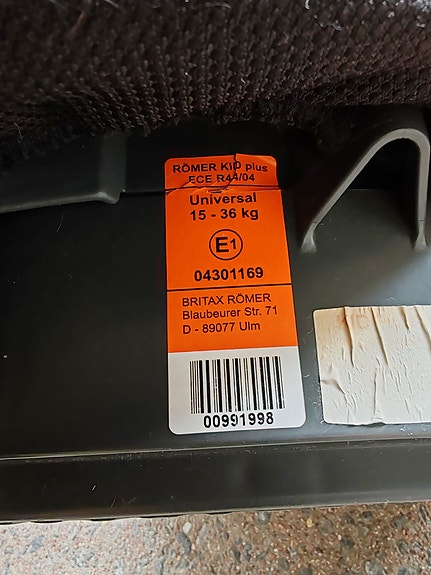 RÖMER KID plus
ECE R44/04
Universal
15 - 36 kg
E1
04301169
BRITAX RÖMER
Blaubeurer Str. 71
D - 89077 Ulm
00991998